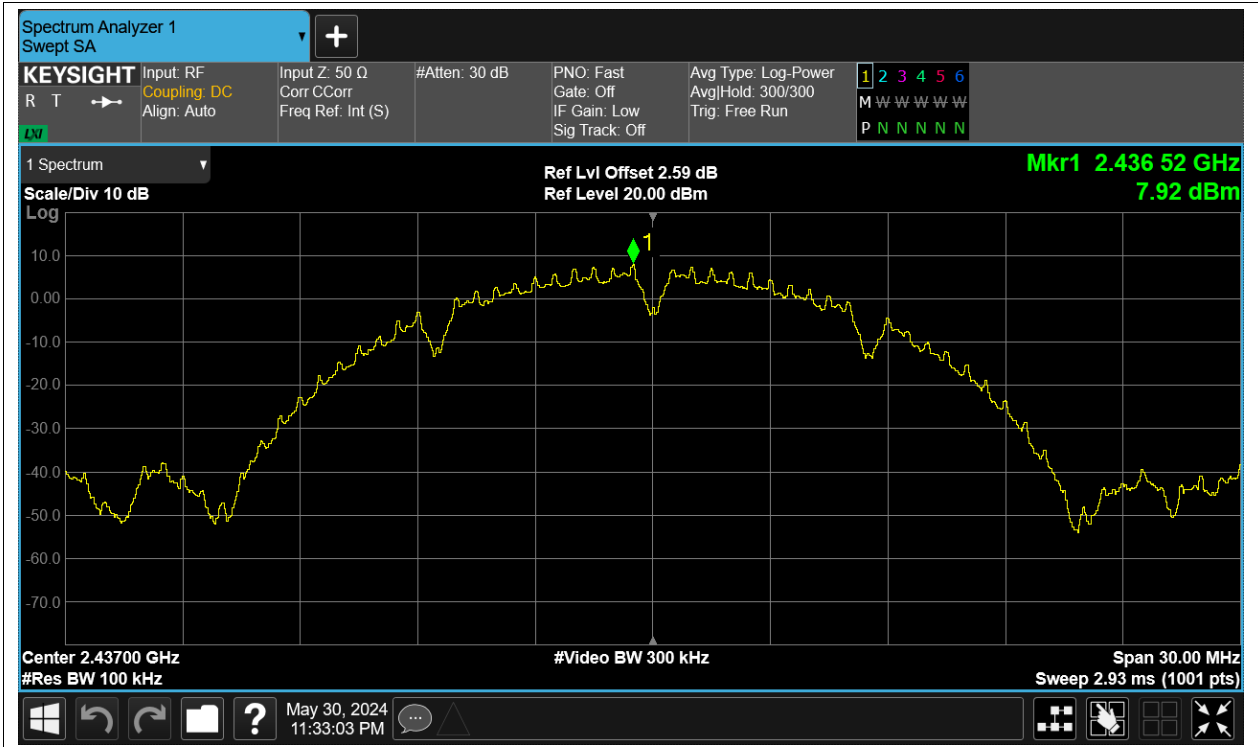 Spectrum Analyzer 1
Swept SA
+
KEYSIGHT
R T
LXI
Input: RF
Coupling: DC
Align: Auto
Input Z: 50 Ω
Corr CCorr
Freq Ref: Int (S)
#Atten: 30 dB
PNO: Fast
Gate: Off
IF Gain: Low
Sig Track: Off
Avg Type: Log-Power
Avg|Hold: 300/300
Trig: Free Run
1 2 3 4 5 6
M W W W W W
P N N N N N
1 Spectrum
Scale/Div 10 dB
Log
Ref Lvl Offset 2.59 dB
Ref Level 20.00 dBm
Mkr1 2.436 52 GHz
7.92 dBm
1
10.0
0.00
-10.0
-20.0
-30.0
-40.0
-50.0
-60.0
-70.0
Center 2.43700 GHz
#Res BW 100 kHz
#Video BW 300 kHz
Span 30.00 MHz
Sweep 2.93 ms (1001 pts)
?
May 30, 2024
11:33:03 PM